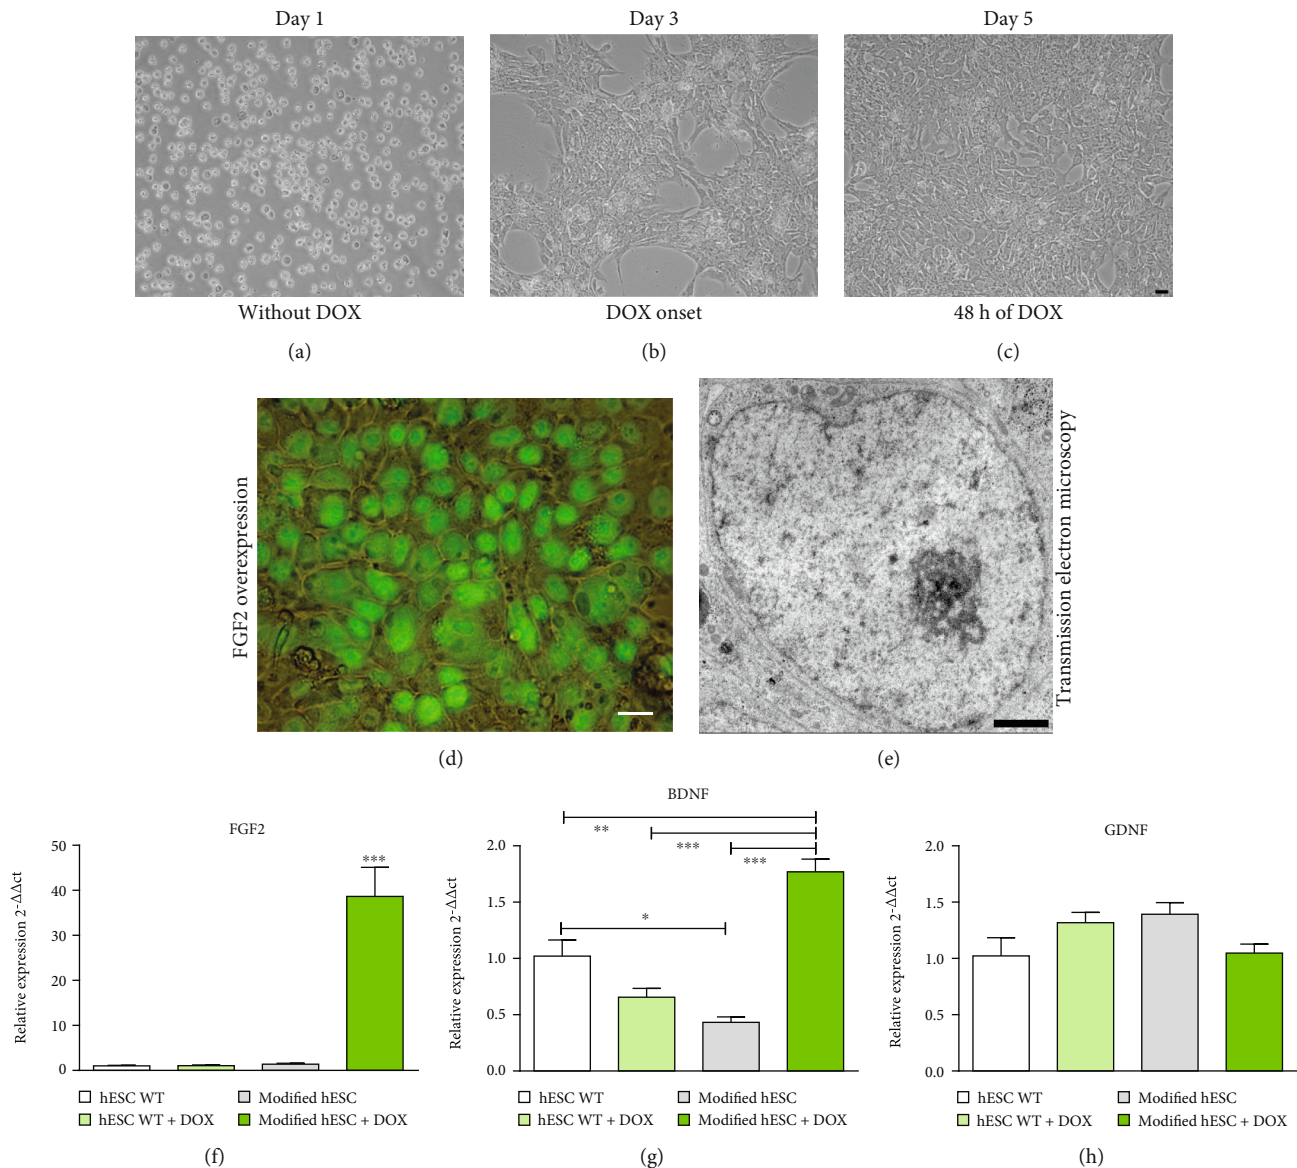 Day 1
Day 3
Day 5
Without DOX
DOX onset
48 h of DOX
(a)
(b)
(c)
FGF2 overexpression
Transmission electron microscopy
(d)
(e)
FGF2
Relative expression 2-ΔΔct
50
40
30
20
10
0
***
hESC WT
Modified hESC
hESC WT + DOX
Modified hESC + DOX
(f)
BDNF
Relative expression 2-ΔΔct
2.0
1.5
1.0
0.5
0.0
**
***
***
*
hESC WT
Modified hESC
hESC WT + DOX
Modified hESC + DOX
(g)
GDNF
Relative expression 2-ΔΔct
2.0
1.5
1.0
0.5
0.0
hESC WT
Modified hESC
hESC WT + DOX
Modified hESC + DOX
(h)